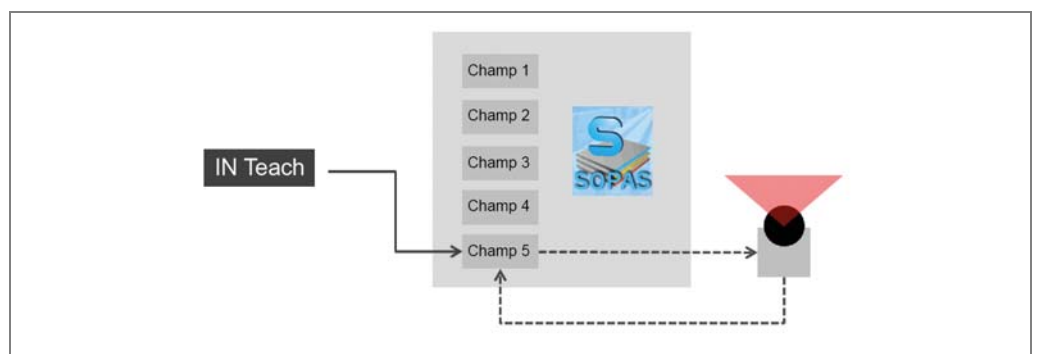 IN Teach
Champ 1
Champ 2
Champ 3
Champ 4
Champ 5
S
SOPAS